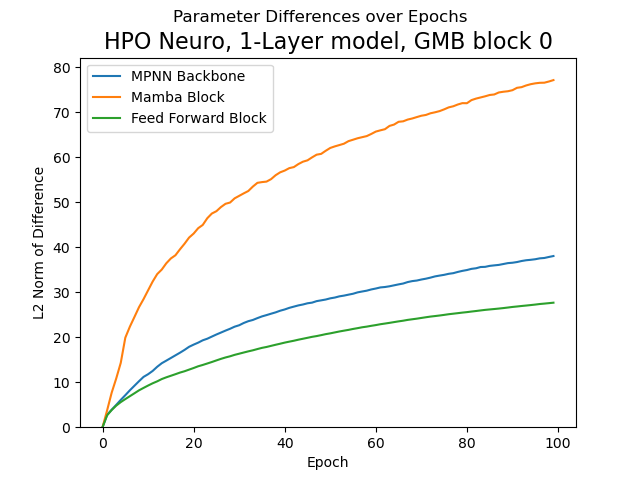 Parameter Differences over Epochs
HPO Neuro, 1-Layer model, GMB block 0
MPNN Backbone
Mamba Block
Feed Forward Block
L2 Norm of Difference
80
70
60
50
40
30
20
10
0
0 20 40 60 80 100
Epoch